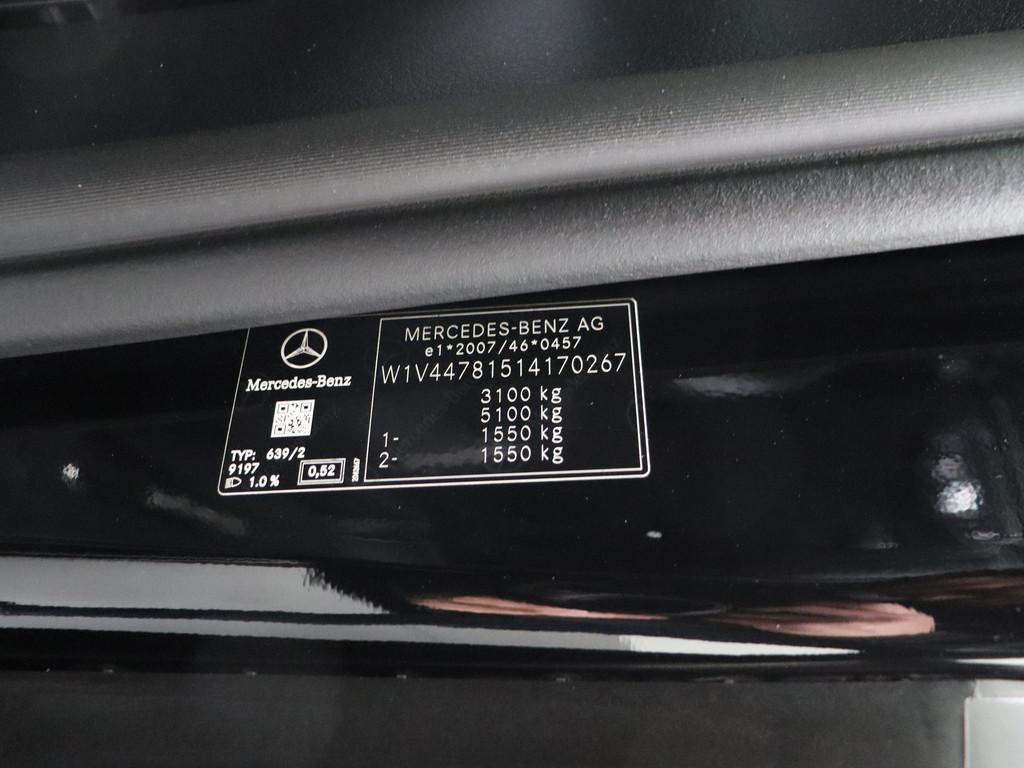 Mercedes-Benz
TYP: 639/2
9197
1.0 %
0,52
MERCEDES-BENZ AG
e1*2007/46*0457
W1V44781514170267
3100 kg
5100 kg
1- 1550 kg
2- 1550 kg